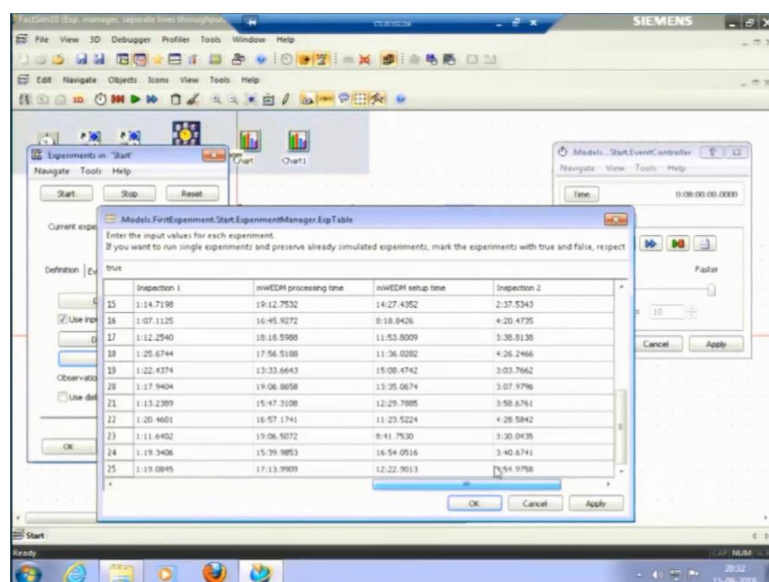 FactSim10 (Exp. manager, separate lines throughput,
SIEMENS
File View 3D Debugger Profiler Tools Window Help
Edit Navigate Objects Icons View Tools Help
Chart Chart1
Experiments in "Start"
Navigate Tools Help
Start Stop Reset
Current expe
Definition Ev
Use inp
Observatio
Use dist
OK
.Models...Start.EventController
Navigate View Tools Help
Time 0:08:00:00.0000
Faster
x 10
Cancel Apply
.Models.FirstExperiment.Start.ExperimentManager.ExpTable
Enter the input values for each experiment.
If you want to run single experiments and preserve already simulated experiments, mark the experiments with true and false, respect
true
Inspection 1 mWEDM processing time mWEDM setup time Inspection 2
15 1:14.7198 19:12.7532 14:27.4352 2:37.5343
16 1:07.1125 16:45.9272 8:18.8426 4:20.4735
17 1:12.2540 18:18.5988 11:53.8009 3:38.8138
18 1:25.6744 17:56.5188 11:36.0282 4:26.2466
19 1:22.4374 13:33.6643 15:08.4742 3:03.7662
20 1:17.9404 19:06.8658 13:35.0674 3:07.9796
21 1:13.2389 15:47.3108 12:29.7885 3:58.6761
22 1:20.4601 16:57.1741 11:23.5224 4:28.5842
23 1:11.6402 19:06.5072 8:41.7530 3:30.0435
24 1:19.3406 15:39.9853 16:54.0516 3:40.6741
25 1:19.0845 17:13.9909 12:22.9013 :54.9758
OK Cancel Apply
Start
Ready
CAP NUM SCR
20:32
15-09-2018